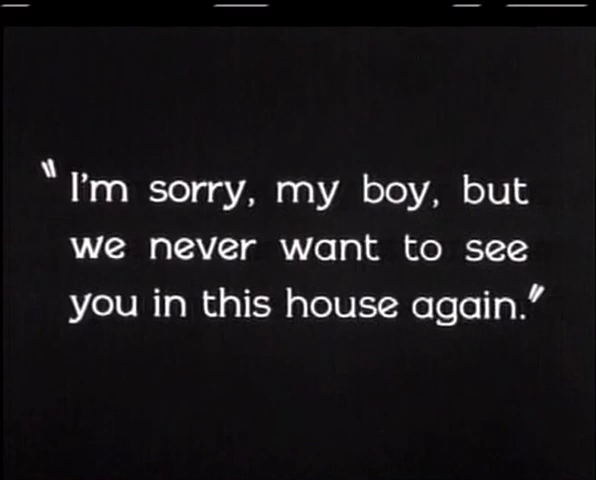 "I'm sorry, my boy, but
we never want to see
you in this house again."